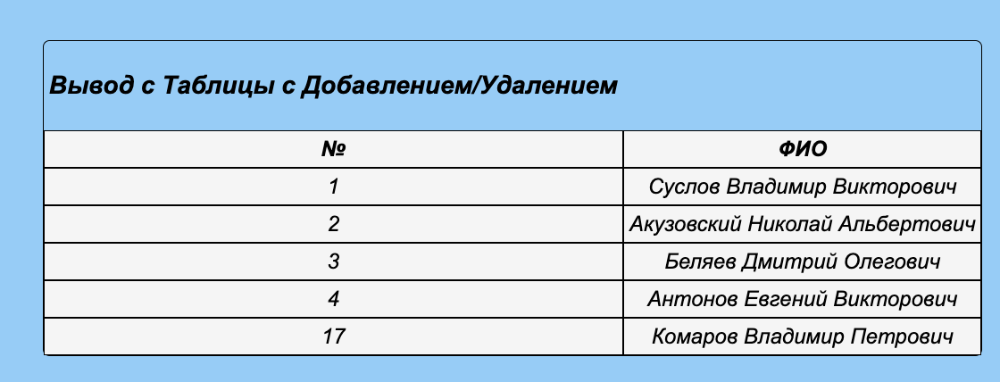 Вывод с Таблицы с Добавлением/Удалением
№ ФИО
1 Суслов Владимир Викторович
2 Акузовский Николай Альбертович
3 Беляев Дмитрий Олегович
4 Антонов Евгений Викторович
17 Комаров Владимир Петрович